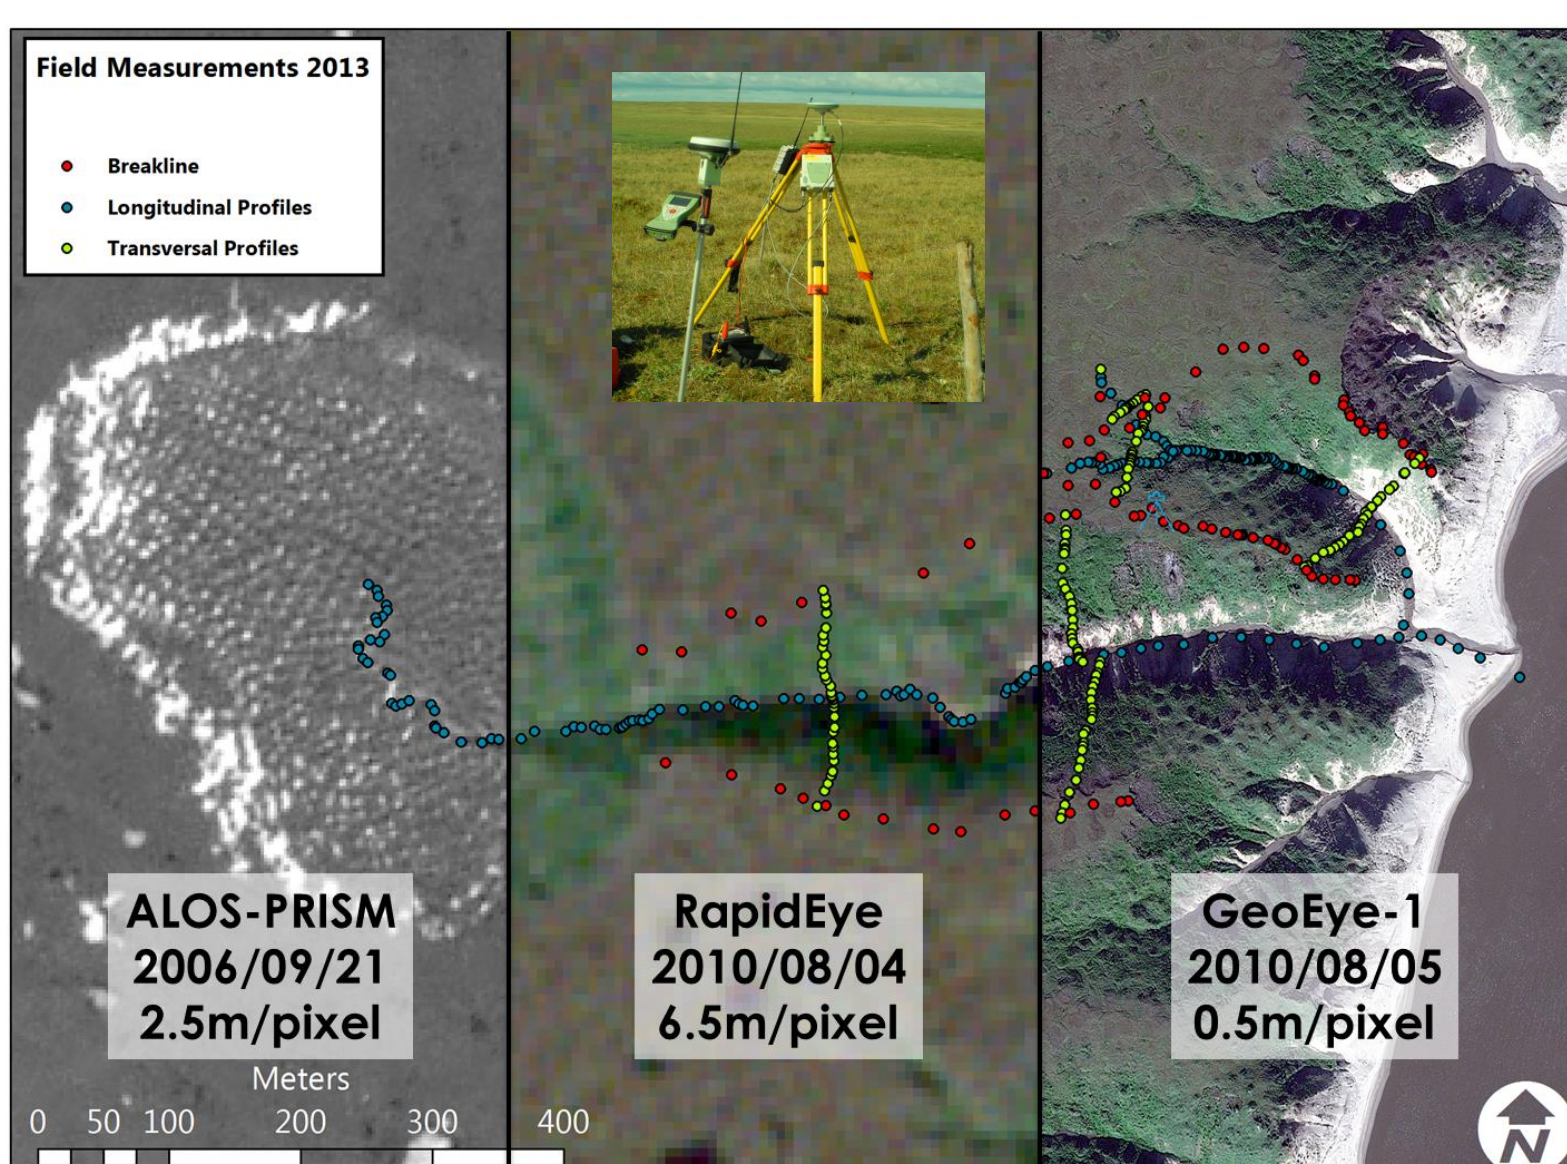 Field Measurements 2013
Breakline
Longitudinal Profiles
Transversal Profiles
ALOS-PRISM
2006/09/21
2.5m/pixel
RapidEye
2010/08/04
6.5m/pixel
GeoEye-1
2010/08/05
0.5m/pixel
Meters
0 50 100 200 300 400
N